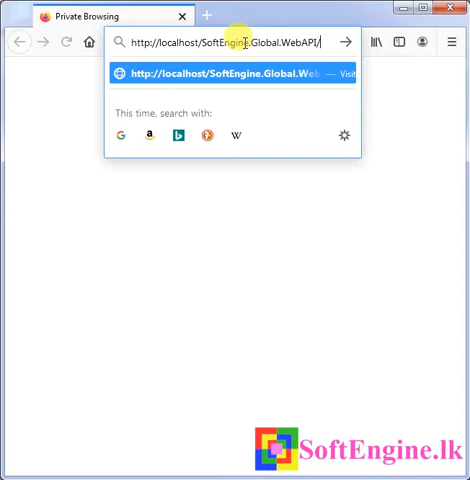 Private Browsing
http://localhost/SoftEngine.Global.WebAPI/
http://localhost/SoftEngine.Global.Web — Visit
This time, search with:
G a W
SoftEngine.lk